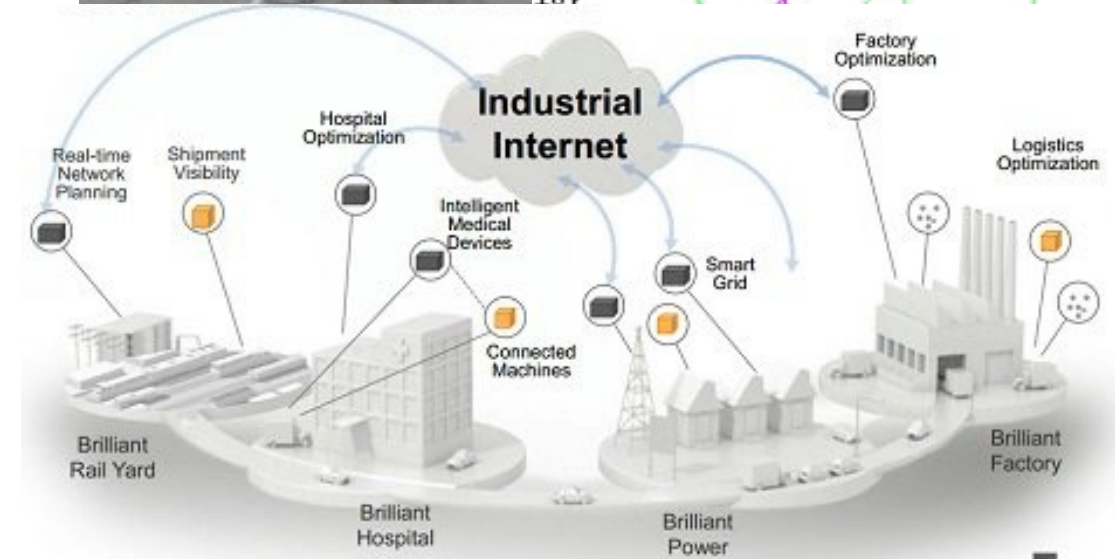 Industrial
Internet
Factory
Optimization
Hospital
Optimization
Real-time
Network
Planning
Shipment
Visibility
Logistics
Optimization
Intelligent
Medical
Devices
Smart
Grid
Connected
Machines
Brilliant
Rail Yard
Brilliant
Factory
Brilliant
Hospital
Brilliant
Power